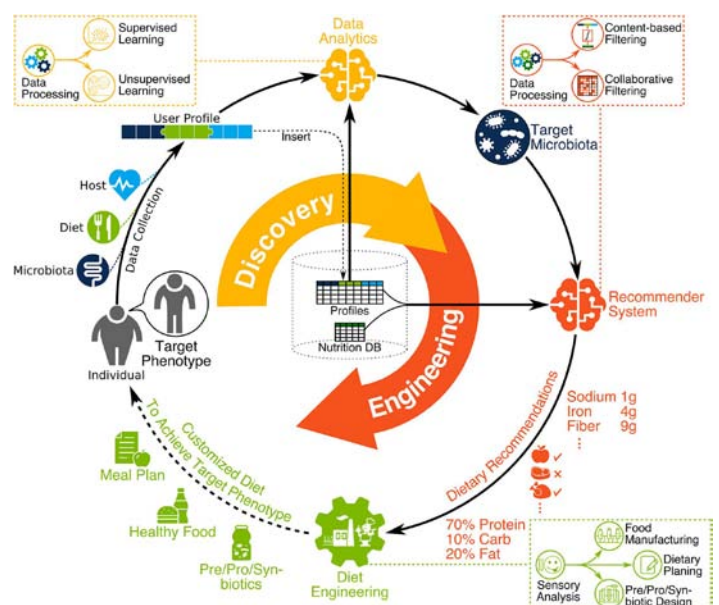 Supervised
Learning
Data
Processing
Unsupervised
Learning
Data
Analytics
Content-based
Filtering
Data
Processing
Collaborative
Filtering
User Profile
Insert
Target
Microbiota
Host
Diet
Microbiota
Data Collection
Discovery
Engineering
Profiles
Nutrition DB
Target
Phenotype
Individual
Recommender
System
Sodium 1g
Iron 4g
Fiber 9g
Dietary Recommendations
70% Protein
10% Carb
20% Fat
Customized Diet
To Achieve Target Phenotype
Meal Plan
Healthy Food
Pre/Pro/Syn-
biotics
Diet
Engineering
Food
Manufacturing
Sensory
Analysis
Dietary
Planing
Pre/Pro/Syn-
biotic Design